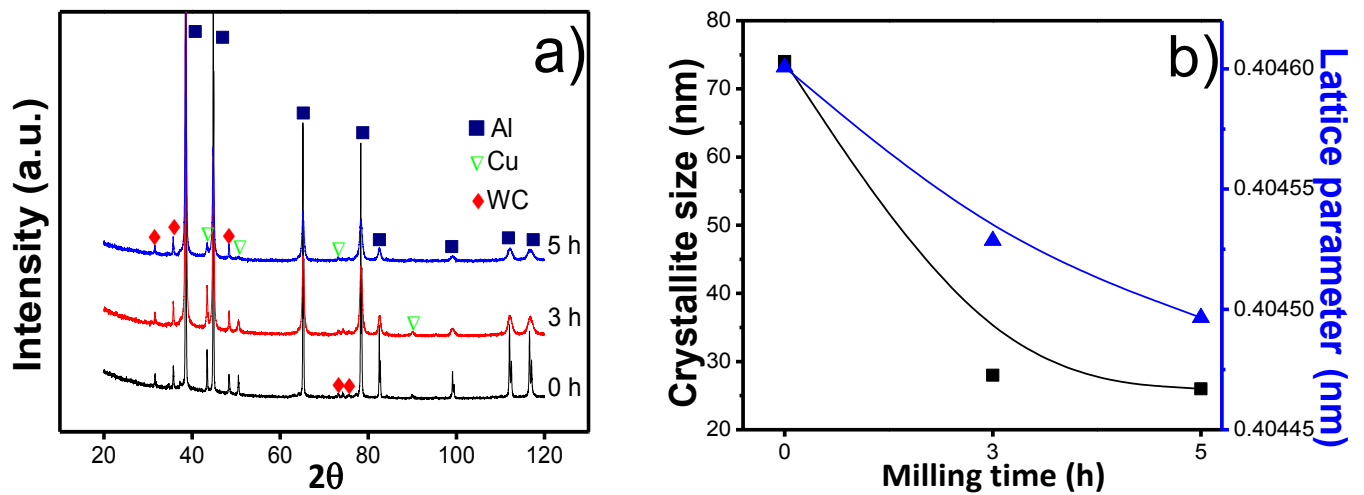 a)
Al
Cu
WC
5 h
3 h
0 h
Intensity (a.u.)
20 40 60 80 100 120
2θ
b)
80
70
60
50
40
30
20
Crystallite size (nm)
0.40460
0.40455
0.40450
0.40445
Lattice parameter (nm)
0 3 5
Milling time (h)